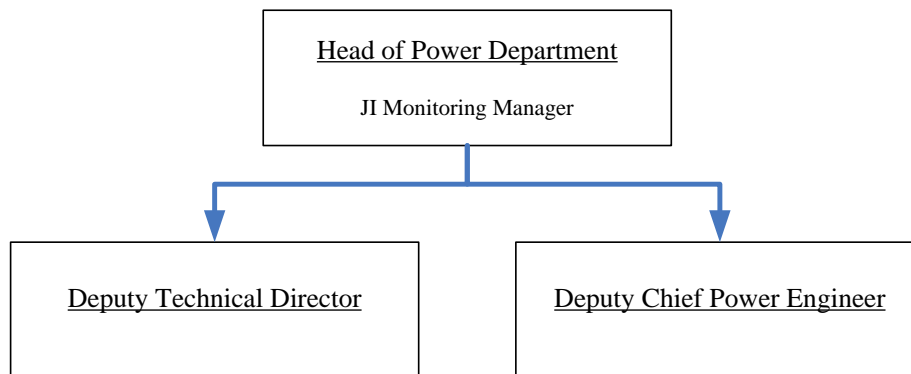 Head of Power Department
JI Monitoring Manager
Deputy Technical Director
Deputy Chief Power Engineer